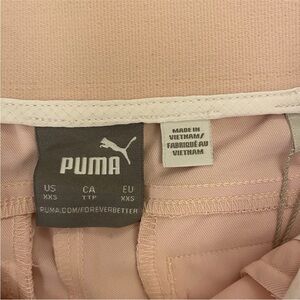 PUMA
US CA EU
XXS TTP XXS
PUMA.COM/FOREVERBETTER
MADE IN
VIETNAM/
FABRIQUÉ AU
VIETNAM